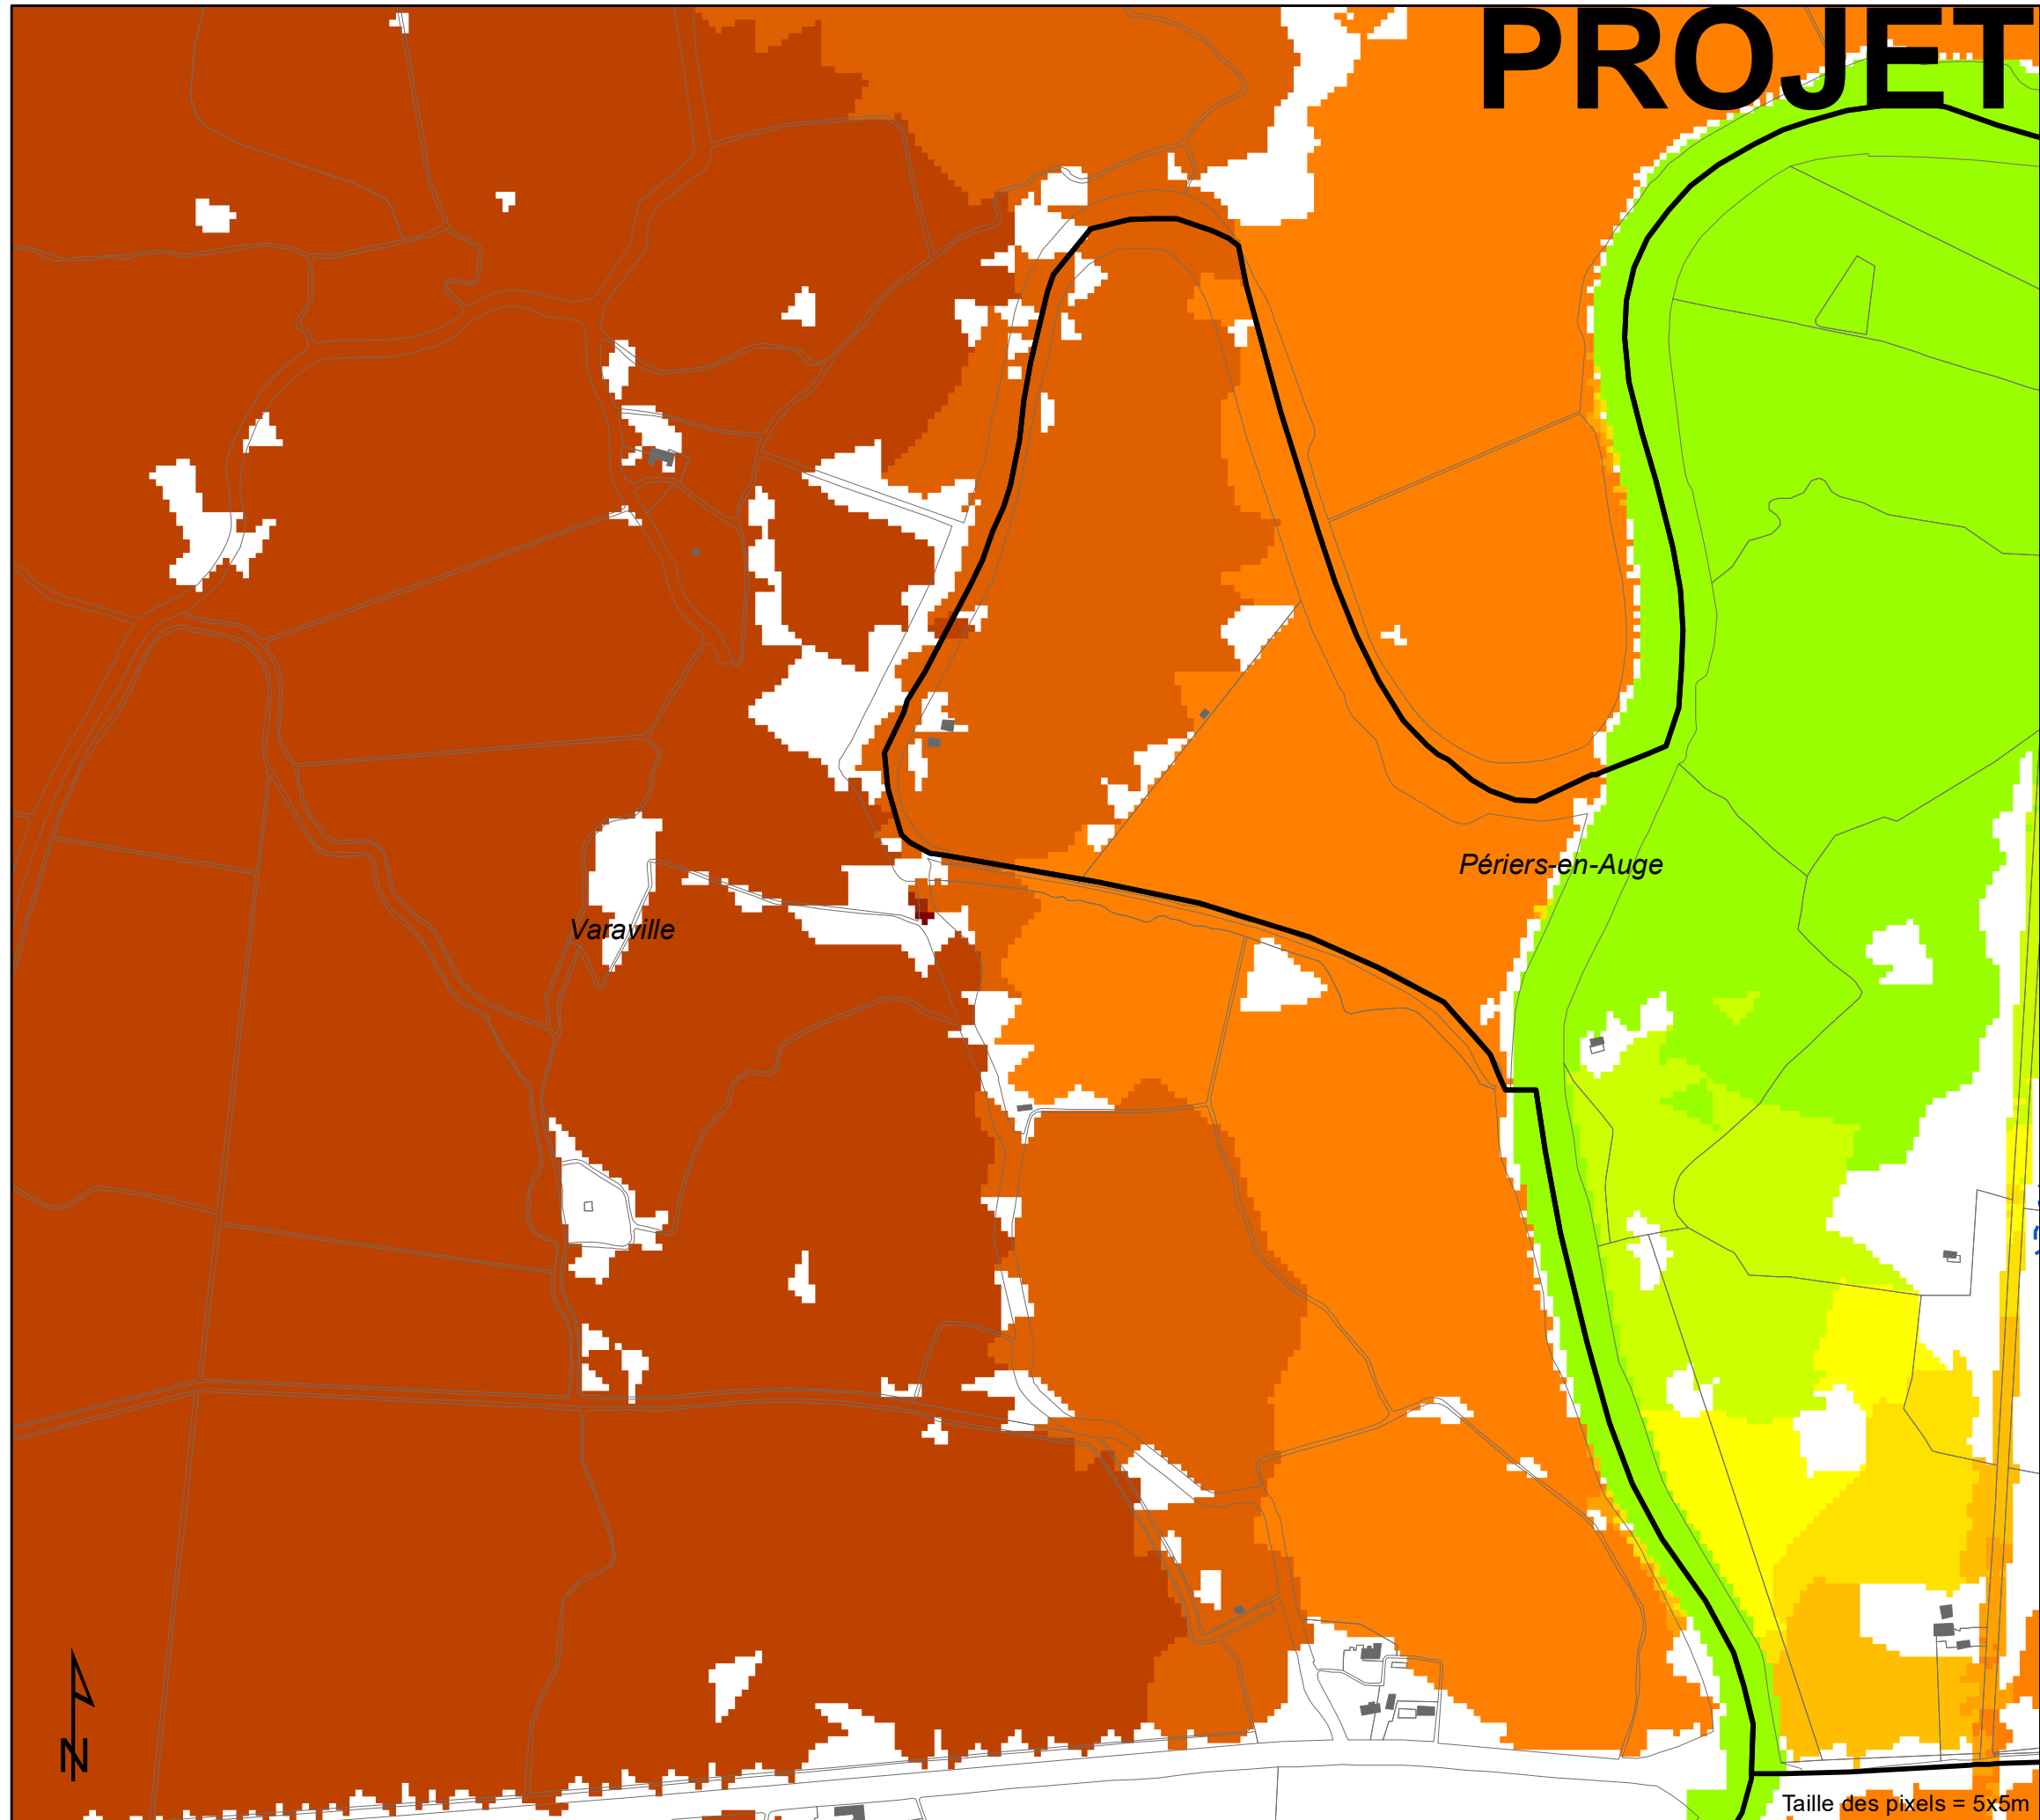 PROJET
Périers-en-Auge
Varaville
N
Taille des pixels = 5x5m